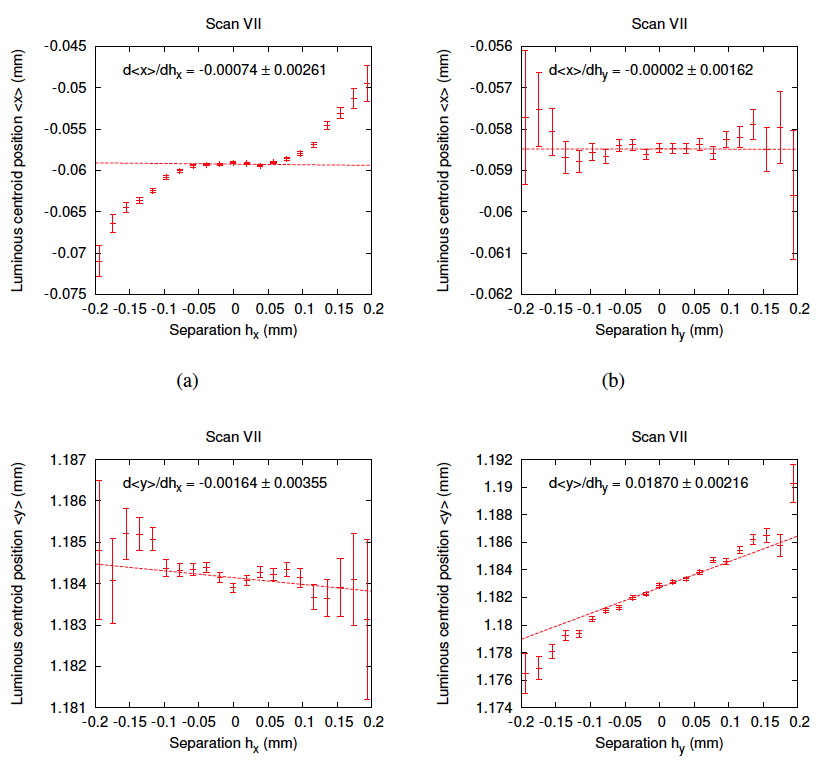 Scan VII
Scan VII
-0.045
-0.05
-0.055
-0.06
-0.065
-0.07
-0.075
d<x>/dhx = -0.00074 ± 0.00261
Luminous centroid position <x> (mm)
-0.2 -0.15 -0.1 -0.05 0 0.05 0.1 0.15 0.2
Separation hx (mm)
-0.056
-0.057
-0.058
-0.059
-0.06
-0.061
-0.062
d<x>/dhy = -0.00002 ± 0.00162
Luminous centroid position <x> (mm)
-0.2 -0.15 -0.1 -0.05 0 0.05 0.1 0.15 0.2
Separation hy (mm)
(a)
(b)
Scan VII
Scan VII
1.187
1.186
1.185
1.184
1.183
1.182
1.181
d<y>/dhx = -0.00164 ± 0.00355
Luminous centroid position <y> (mm)
-0.2 -0.15 -0.1 -0.05 0 0.05 0.1 0.15 0.2
Separation hx (mm)
1.192
1.19
1.188
1.186
1.184
1.182
1.18
1.178
1.176
1.174
d<y>/dhy = 0.01870 ± 0.00216
Luminous centroid position <y> (mm)
-0.2 -0.15 -0.1 -0.05 0 0.05 0.1 0.15 0.2
Separation hy (mm)